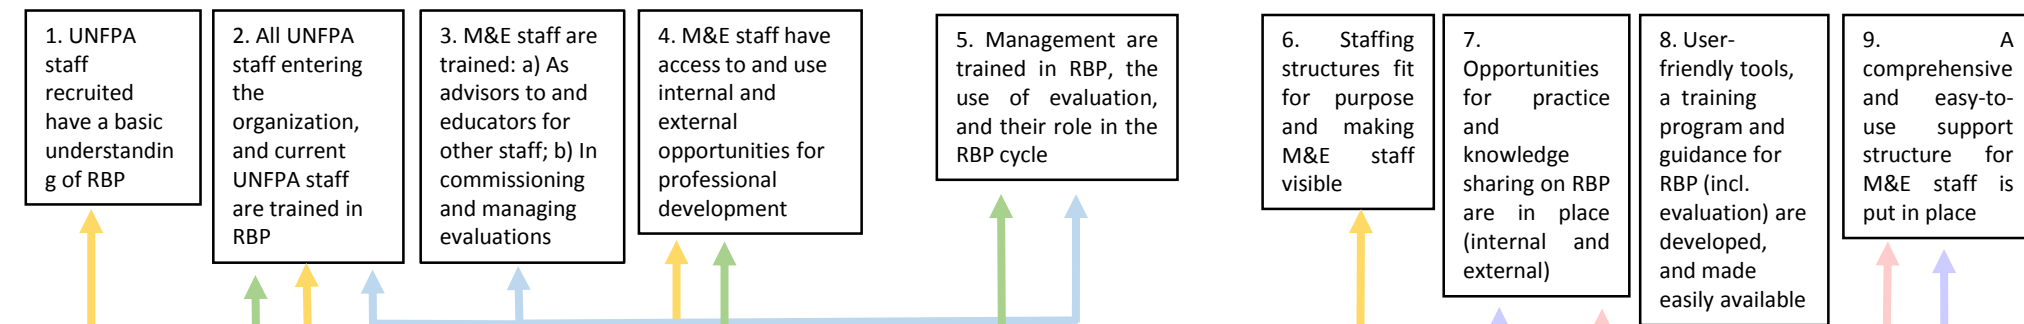 1. UNFPA
staff
recruited
have a basic
understandin
g of RBP
2. All UNFPA
staff entering
the
organization,
and current
UNFPA staff
are trained in
RBP
3. M&E staff are
trained: a) As
advisors to and
educators for
other staff; b) In
commissioning
and managing
evaluations
4. M&E staff have
access to and use
internal and
external
opportunities for
professional
development
5. Management are
trained in RBP, the
use of evaluation,
and their role in the
RBP cycle
6. Staffing
structures fit
for purpose
and making
M&E staff
visible
7.
Opportunities
for practice
and
knowledge
sharing on RBP
are in place
(internal and
external)
8. User-
friendly tools,
a training
program and
guidance for
RBP (incl.
evaluation) are
developed,
and made
easily available
9. A
comprehensive
and easy-to-
use support
structure for
M&E staff is
put in place